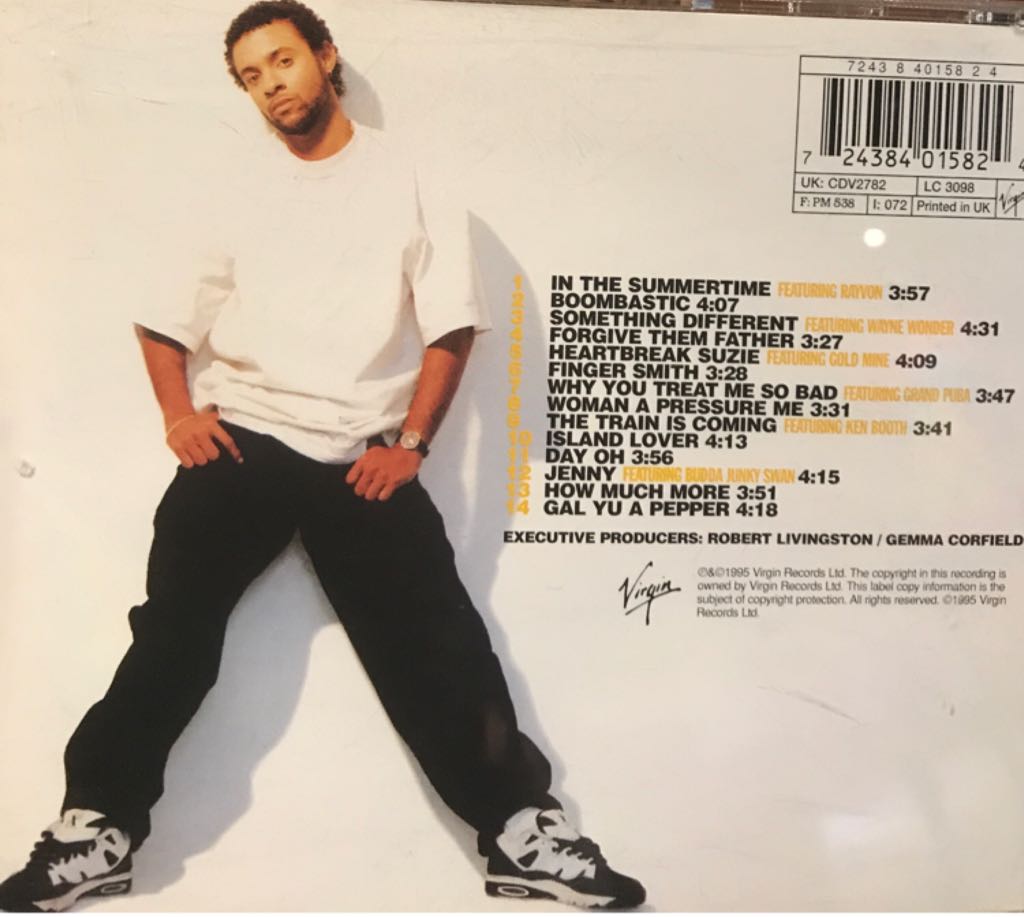 7243 8 40158 2 4
7 24384 01582 4
UK: CDV2782 LC 3098
F: PM 538 I: 072 Printed in UK Virgin
1 IN THE SUMMERTIME FEATURING RAYVON 3:57
2 BOOMBASTIC 4:07
3 SOMETHING DIFFERENT FEATURING WAYNE WONDER 4:31
4 FORGIVE THEM FATHER 3:27
5 HEARTBREAK SUZIE FEATURING GOLD MINE 4:09
6 FINGER SMITH 3:28
7 WHY YOU TREAT ME SO BAD FEATURING GRAND PUBA 3:47
8 WOMAN A PRESSURE ME 3:31
9 THE TRAIN IS COMING FEATURING KEN BOOTH 3:41
10 ISLAND LOVER 4:13
11 DAY OH 3:56
12 JENNY FEATURING BUDDA JUNKY SWAN 4:15
13 HOW MUCH MORE 3:51
14 GAL YU A PEPPER 4:18
EXECUTIVE PRODUCERS: ROBERT LIVINGSTON / GEMMA CORFIELD
Virgin
℗&©1995 Virgin Records Ltd. The copyright in this recording is
owned by Virgin Records Ltd. This label copy information is the
subject of copyright protection. All rights reserved. ©1995 Virgin
Records Ltd.